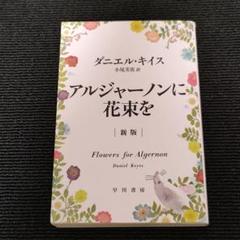 ダニエル・キイス
小尾芙佐 訳
アルジャーノンに
花束を
新版
Flowers for Algernon
Daniel Keyes
早川書房